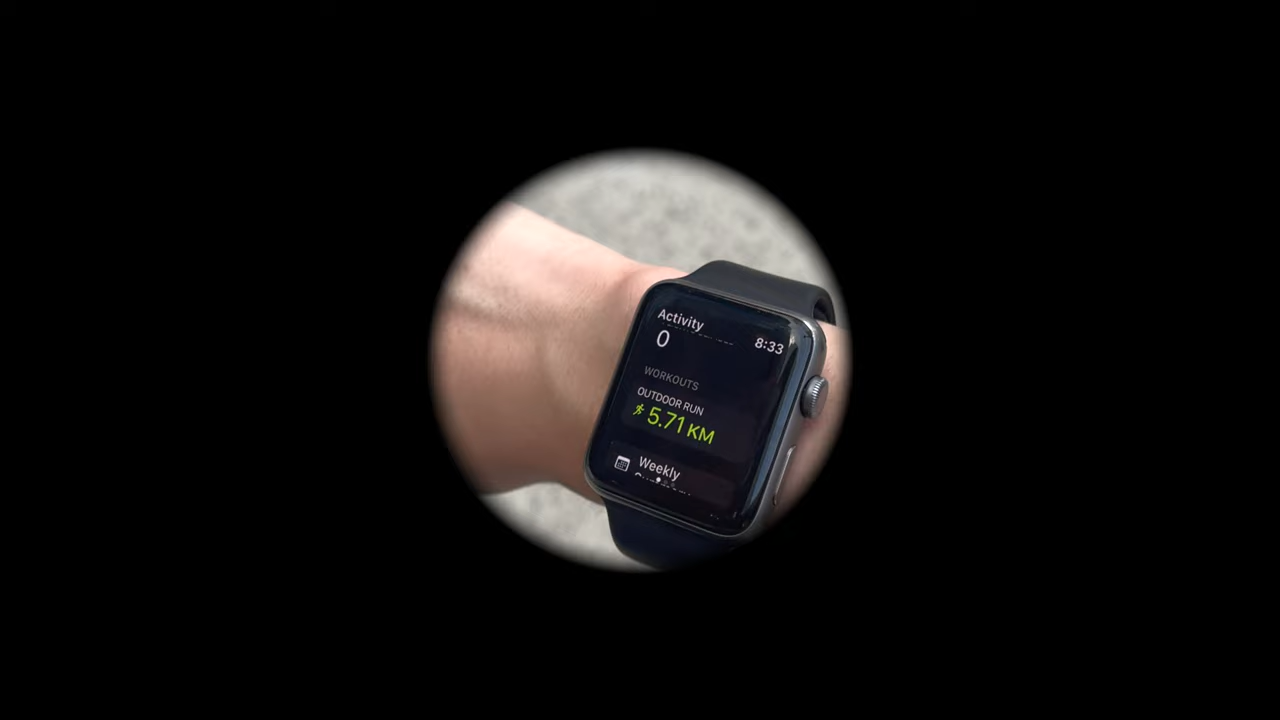 Activity
8:33
0
WORKOUTS
OUTDOOR RUN
5.71 KM
Weekly